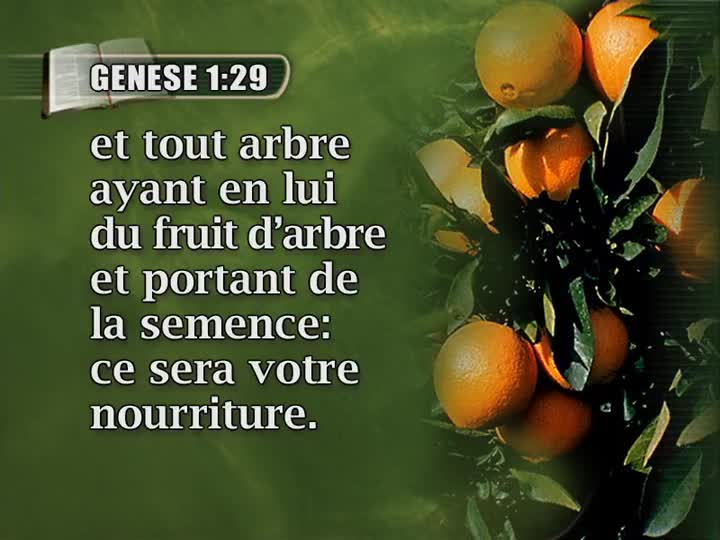 GENESE 1:29
et tout arbre
ayant en lui
du fruit d'arbre
et portant de
la semence:
ce sera votre
nourriture.